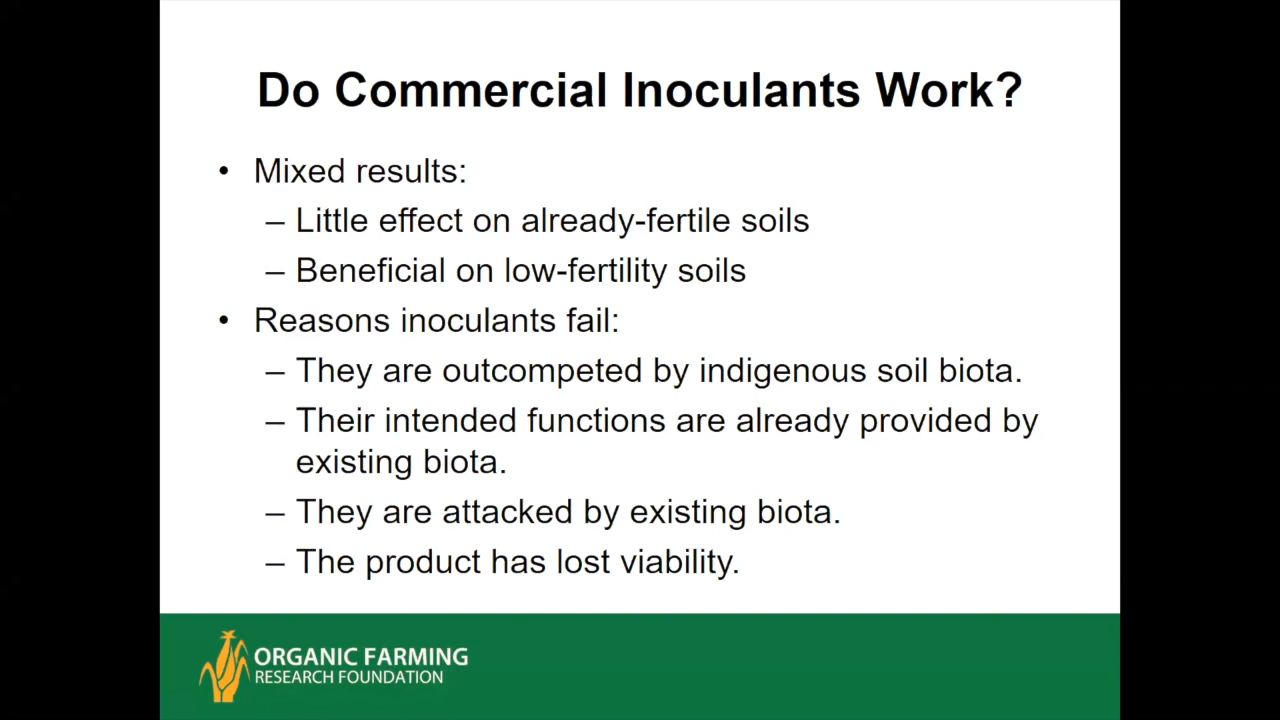 Do Commercial Inoculants Work?
• Mixed results:
– Little effect on already-fertile soils
– Beneficial on low-fertility soils
• Reasons inoculants fail:
– They are outcompeted by indigenous soil biota.
– Their intended functions are already provided by
existing biota.
– They are attacked by existing biota.
– The product has lost viability.
ORGANIC FARMING
RESEARCH FOUNDATION